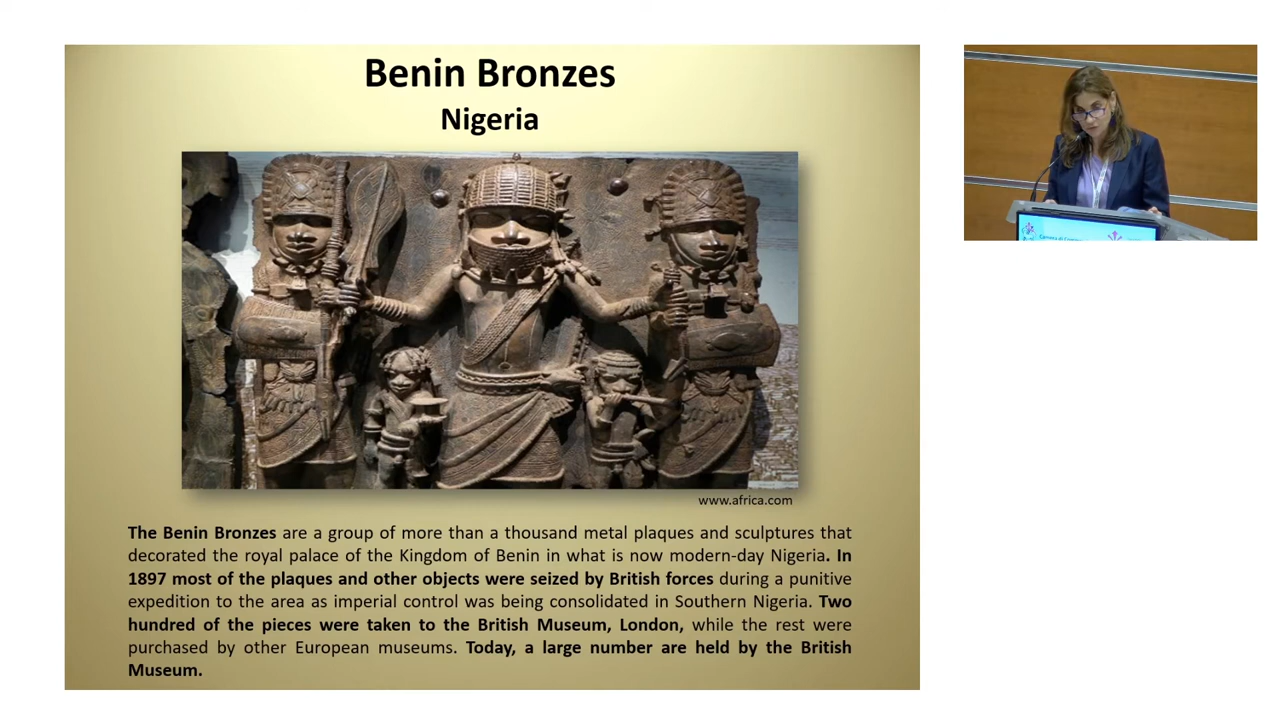 Benin Bronzes
Nigeria
www.africa.com
The Benin Bronzes are a group of more than a thousand metal plaques and sculptures that
decorated the royal palace of the Kingdom of Benin in what is now modern-day Nigeria. In
1897 most of the plaques and other objects were seized by British forces during a punitive
expedition to the area as imperial control was being consolidated in Southern Nigeria. Two
hundred of the pieces were taken to the British Museum, London, while the rest were
purchased by other European museums. Today, a large number are held by the British
Museum.